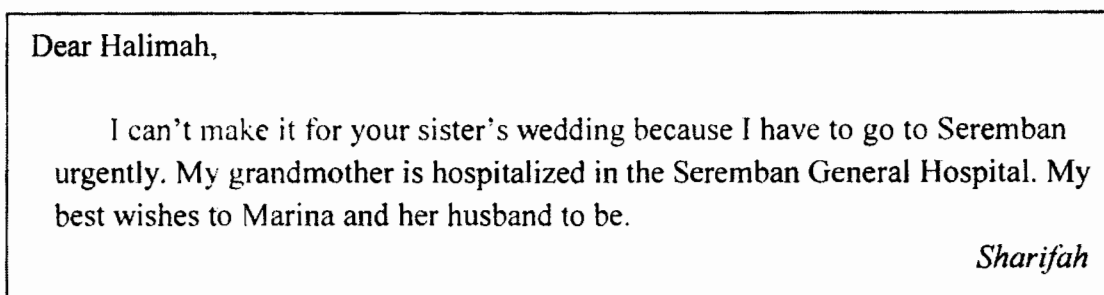 Dear Halimah,
I can't make it for your sister's wedding because I have to go to Seremban
urgently. My grandmother is hospitalized in the Seremban General Hospital. My
best wishes to Marina and her husband to be.
Sharifah